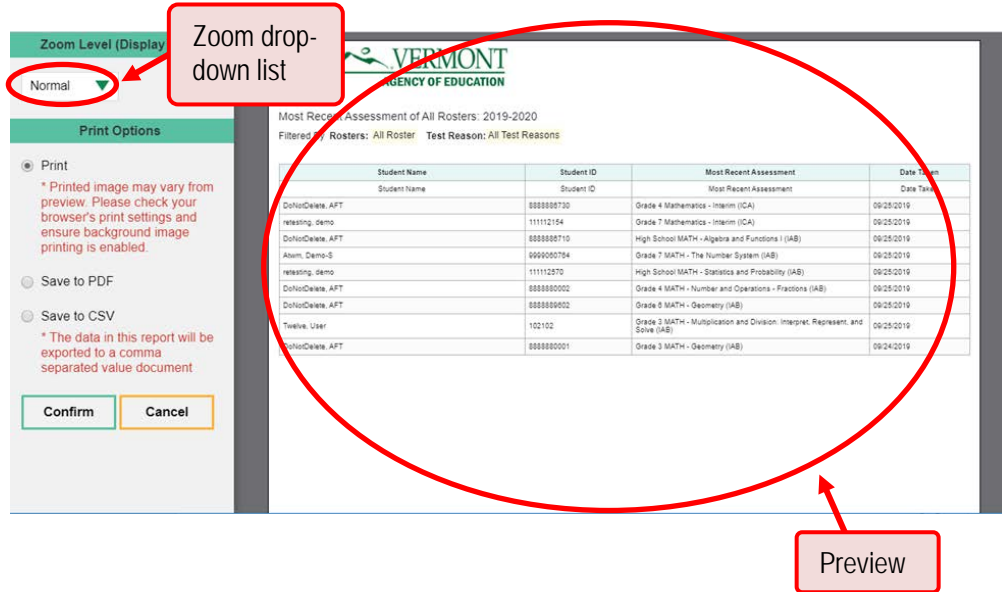 Zoom Level (Display
Normal
Zoom drop-
down list
Print Options
Print
* Printed image may vary from
preview. Please check your
browser's print settings and
ensure background image
printing is enabled.
Save to PDF
Save to CSV
* The data in this report will be
exported to a comma
separated value document
Confirm Cancel
VERMONT
AGENCY OF EDUCATION
Most Recent Assessment of All Rosters: 2019-2020
Filtered By Rosters: All Roster Test Reason: All Test Reasons
Student Name Student ID Most Recent Assessment Date Taken
Student Name Student ID Most Recent Assessment Date Taken
DoNotDelete, AFT 8888886730 Grade 4 Mathematics - Interim (ICA) 09/25/2019
retesting, demo 111112154 Grade 7 Mathematics - Interim (ICA) 09/25/2019
DoNotDelete, AFT 8888886710 High School MATH - Algebra and Functions I (IAB) 09/25/2019
Atwm, Demo-S 9999060764 Grade 7 MATH - The Number System (IAB) 09/25/2019
retesting, demo 111112570 High School MATH - Statistics and Probability (IAB) 09/25/2019
DoNotDelete, AFT 8888880002 Grade 4 MATH - Number and Operations - Fractions (IAB) 09/25/2019
DoNotDelete, AFT 8888889602 Grade 6 MATH - Geometry (IAB) 09/25/2019
Twelve, User 102102 Grade 3 MATH - Multiplication and Division: Interpret, Represent, and
Solve (IAB) 09/25/2019
DoNotDelete, AFT 8888880001 Grade 3 MATH - Geometry (IAB) 09/24/2019
Preview